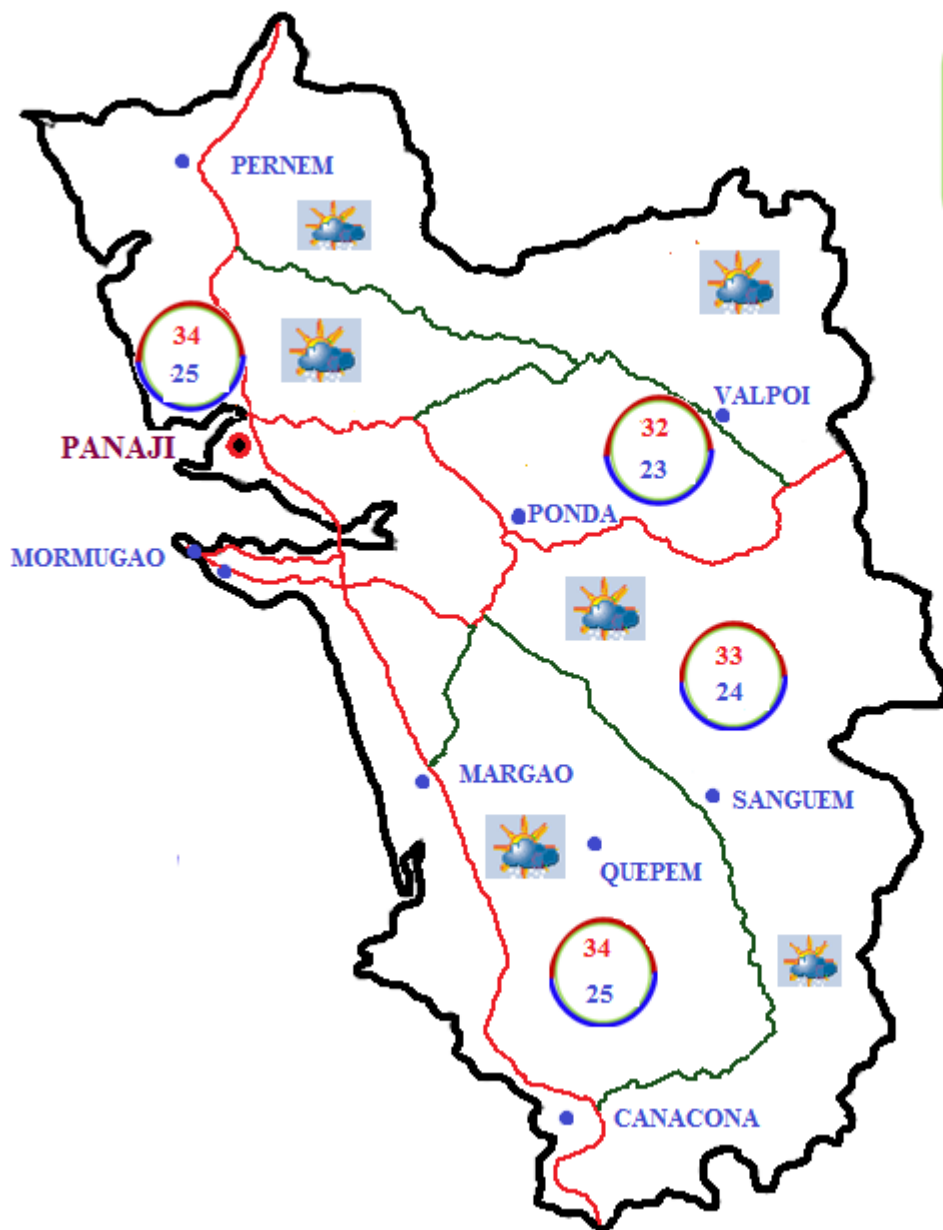 PERNEM
34
25
VALPOI
32
23
PANAJI
PONDA
MORMUGAO
33
24
MARGAO
SANGUEM
QUEPEM
34
25
CANACONA